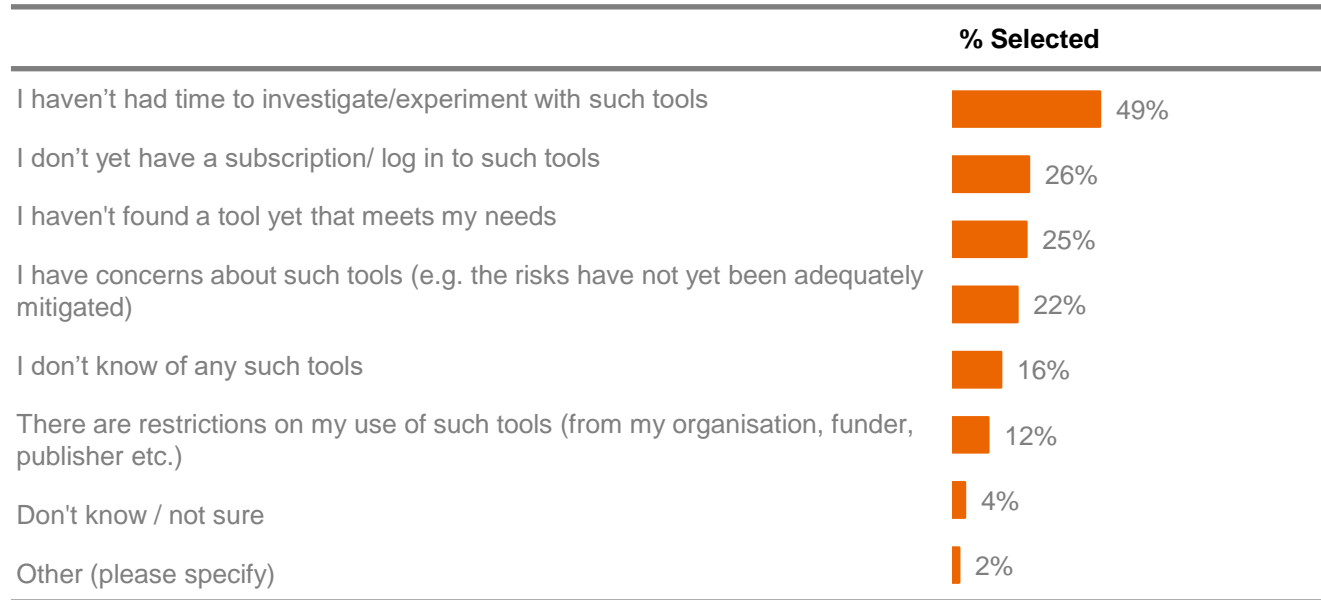 % Selected
I haven’t had time to investigate/experiment with such tools
49%
I don’t yet have a subscription/ log in to such tools
26%
I haven't found a tool yet that meets my needs
25%
I have concerns about such tools (e.g. the risks have not yet been adequately
mitigated)
22%
I don’t know of any such tools
16%
There are restrictions on my use of such tools (from my organisation, funder,
publisher etc.)
12%
Don't know / not sure
4%
Other (please specify)
2%